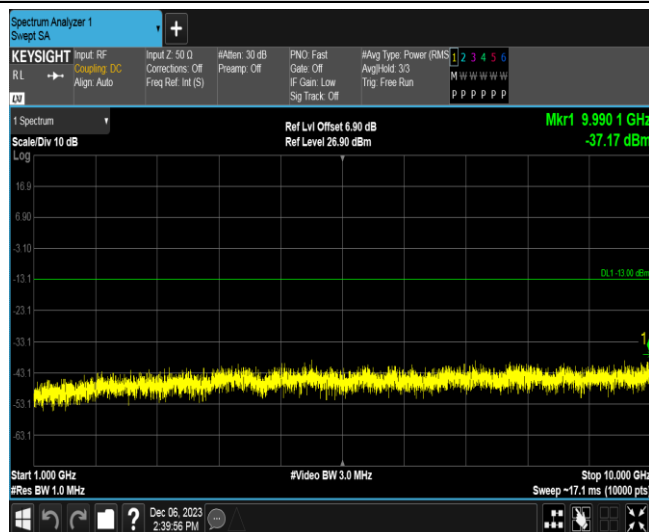 Spectrum Analyzer 1
Swept SA
+
KEYSIGHT Input: RF Input Z: 50 Ω #Atten: 30 dB PNO: Fast #Avg Type: Power (RMS 1 2 3 4 5 6
RL Coupling: DC Corrections: Off Preamp: Off Gate: Off Avg|Hold: 3/3 M W W W W W
Align: Auto Freq Ref: Int (S) IF Gain: Low Trig: Free Run
LXI Sig Track: Off P P P P P P
1 Spectrum Ref Lvl Offset 6.90 dB Mkr1 9.990 1 GHz
Scale/Div 10 dB Ref Level 26.90 dBm -37.17 dBm
Log
16.9
6.90
-3.10
-13.1 DL1 -13.00 dBm
-23.1
-33.1 1
-43.1
-53.1
-63.1
Start 1.000 GHz #Video BW 3.0 MHz Stop 10.000 GHz
#Res BW 1.0 MHz Sweep ~17.1 ms (10000 pts)
? Dec 06, 2023
2:39:56 PM